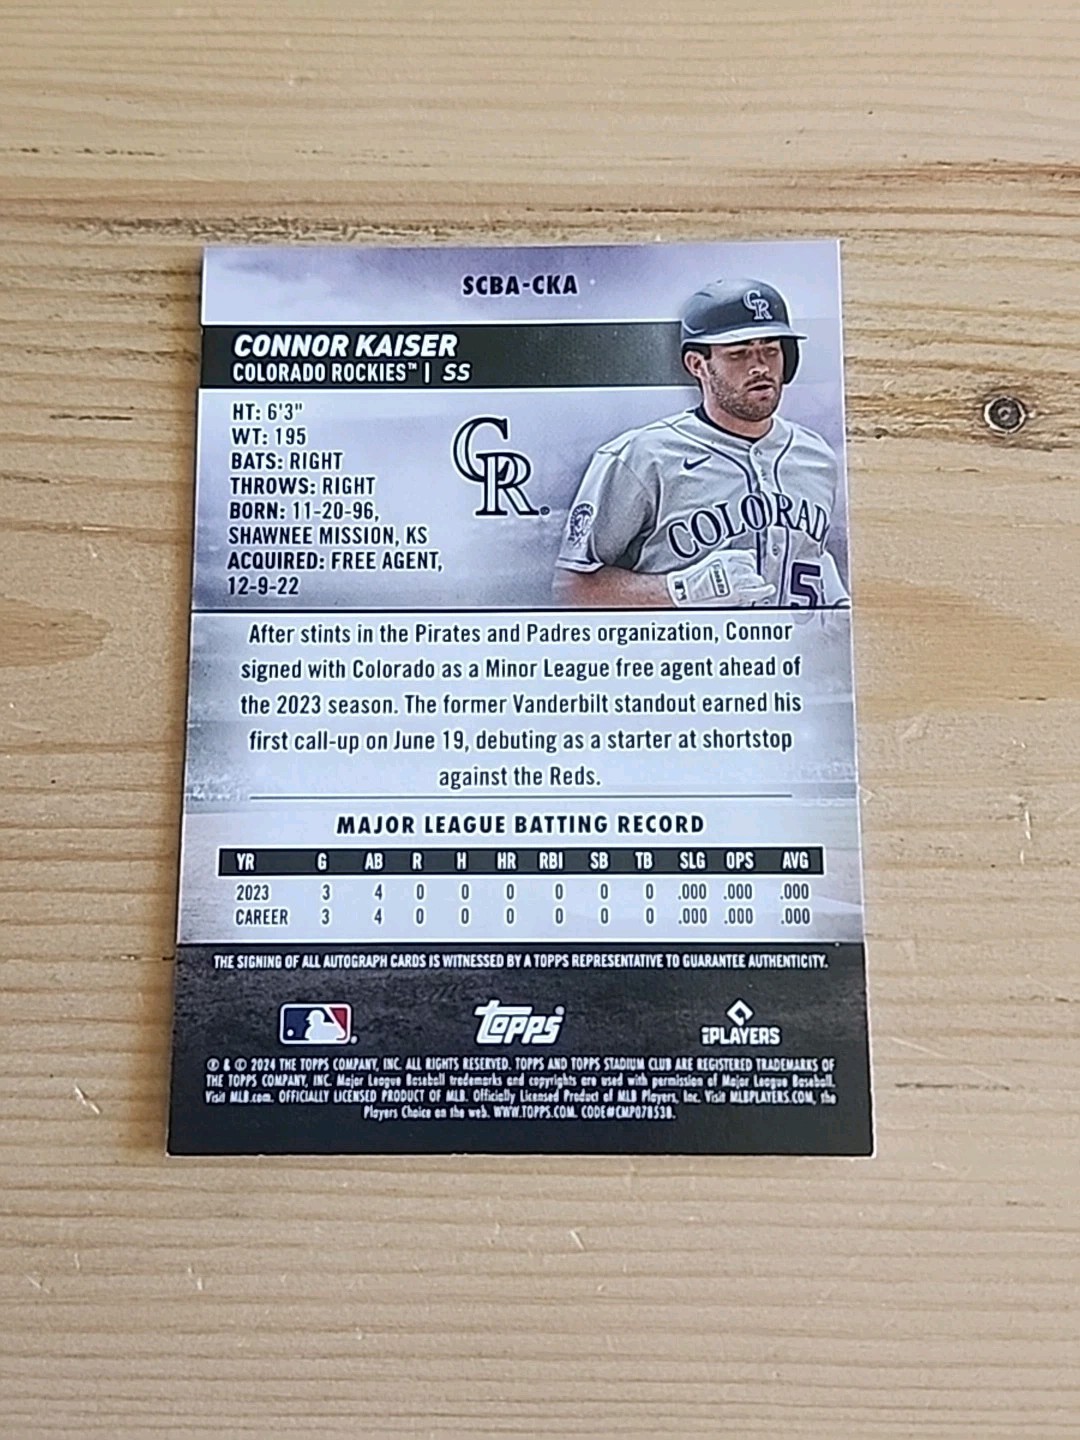 SCBA-CKA
CONNOR KAISER
COLORADO ROCKIES™ | SS
HT: 6'3"
WT: 195
BATS: RIGHT
THROWS: RIGHT
BORN: 11-20-96,
SHAWNEE MISSION, KS
ACQUIRED: FREE AGENT,
12-9-22
CR
CR
COLORAD
5
After stints in the Pirates and Padres organization, Connor
signed with Colorado as a Minor League free agent ahead of
the 2023 season. The former Vanderbilt standout earned his
first call-up on June 19, debuting as a starter at shortstop
against the Reds.
MAJOR LEAGUE BATTING RECORD
YR G AB R H HR RBI SB TB SLG OPS AVG
2023 3 4 0 0 0 0 0 0 .000 .000 .000
CAREER 3 4 0 0 0 0 0 0 .000 .000 .000
THE SIGNING OF ALL AUTOGRAPH CARDS IS WITNESSED BY A TOPPS REPRESENTATIVE TO GUARANTEE AUTHENTICITY.
topps
PLAYERS
® & © 2024 THE TOPPS COMPANY, INC. ALL RIGHTS RESERVED. TOPPS AND TOPPS STADIUM CLUB ARE REGISTERED TRADEMARKS OF
THE TOPPS COMPANY, INC. Major League Baseball trademarks and copyrights are used with permission of Major League Baseball.
Visit MLB.com. OFFICIALLY LICENSED PRODUCT OF MLB. Officially Licensed Product of MLB Players, Inc. Visit MLBPLAYERS.COM, the
Players Choice on the web. WWW.TOPPS.COM. CODE#CMP078538.